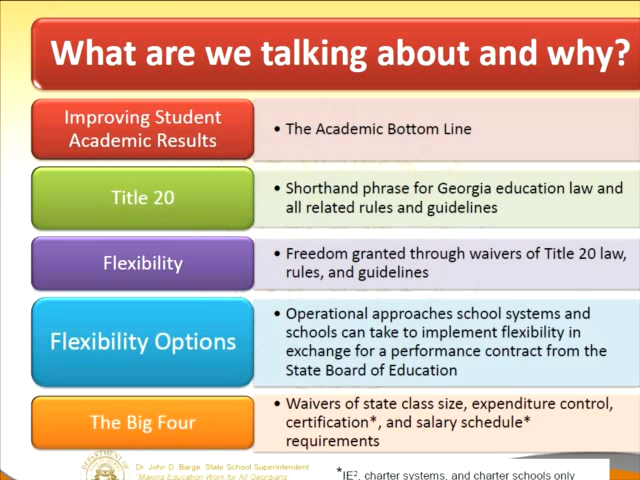 What are we talking about and why?
Improving Student
Academic Results
• The Academic Bottom Line
Title 20
• Shorthand phrase for Georgia education law and
all related rules and guidelines
Flexibility
• Freedom granted through waivers of Title 20 law,
rules, and guidelines
Flexibility Options
• Operational approaches school systems and
schools can take to implement flexibility in
exchange for a performance contract from the
State Board of Education
The Big Four
• Waivers of state class size, expenditure control,
certification*, and salary schedule*
requirements
Dr. John D. Barge, State School Superintendent
"Making Education Work for All Georgians"
*IE², charter systems, and charter schools only